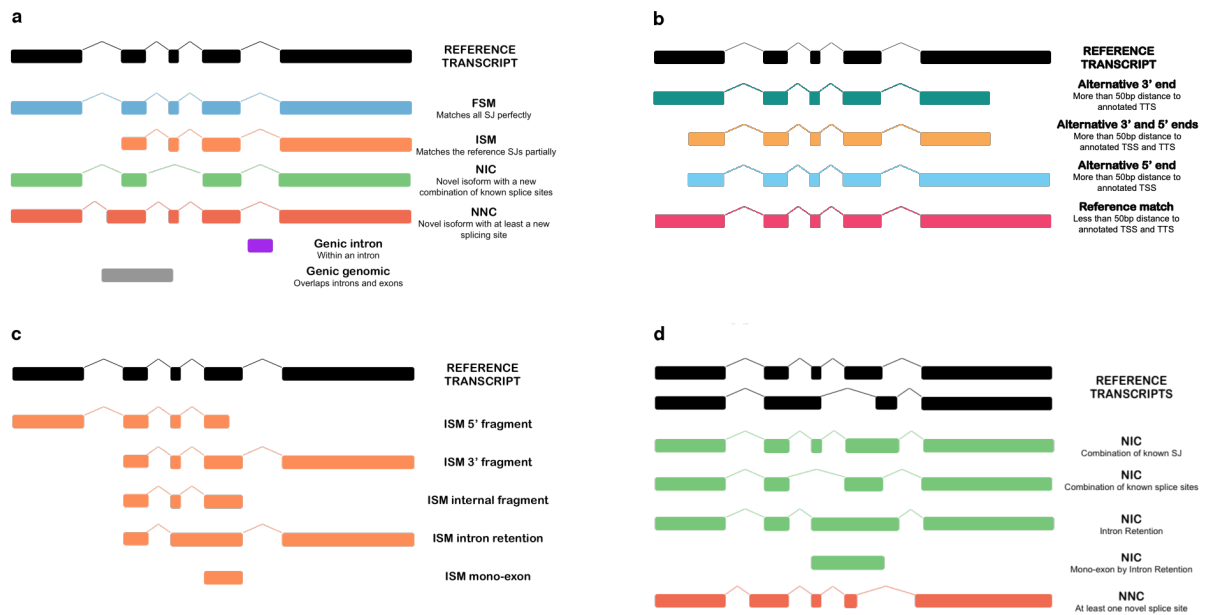 a
REFERENCE
TRANSCRIPT
FSM
Matches all SJ perfectly
ISM
Matches the reference SJs partially
NIC
Novel isoform with a new
combination of known splice sites
NNC
Novel isoform with at least a new
splicing site
Genic intron
Within an intron
Genic genomic
Overlaps introns and exons
b
REFERENCE
TRANSCRIPT
Alternative 3' end
More than 50bp distance to
annotated TTS
Alternative 3' and 5' ends
More than 50bp distance to
annotated TSS and TTS
Alternative 5' end
More than 50bp distance to
annotated TSS
Reference match
Less than 50bp distance to
annotated TSS and TTS
c
REFERENCE
TRANSCRIPT
ISM 5' fragment
ISM 3' fragment
ISM internal fragment
ISM intron retention
ISM mono-exon
d
REFERENCE
TRANSCRIPTS
NIC
Combination of known SJ
NIC
Combination of known splice sites
NIC
Intron Retention
NIC
Mono-exon by Intron Retention
NNC
At least one novel splice site